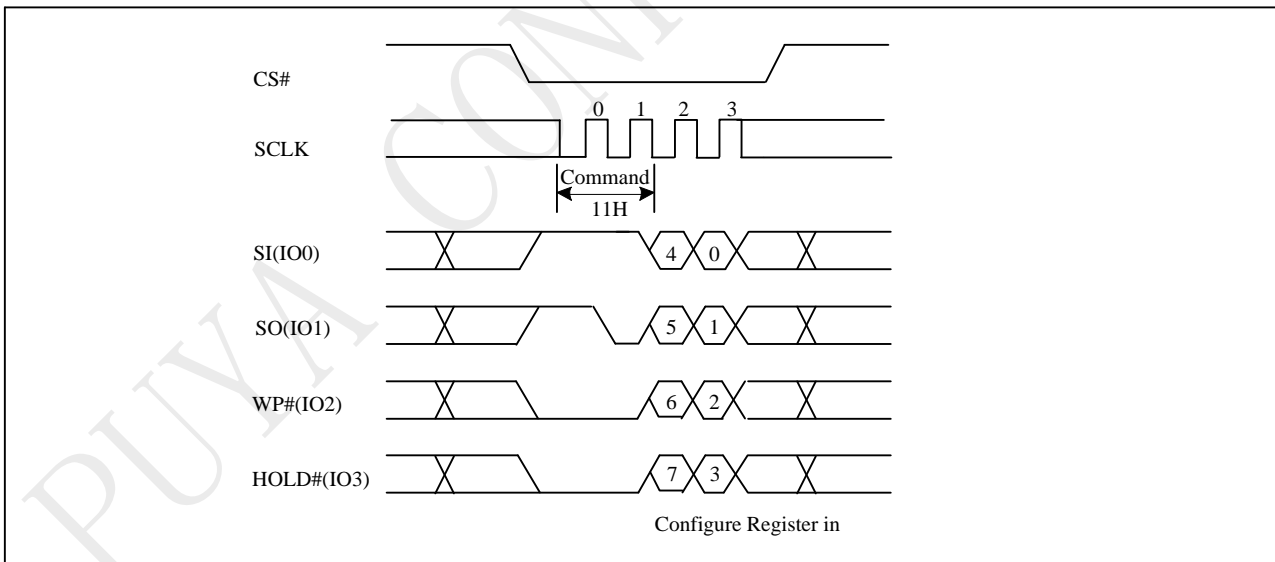 PUYA CONF
CS#
0 1 2 3
SCLK
Command
11H
SI(IO0)
4 0
SO(IO1)
5 1
WP#(IO2)
6 2
HOLD#(IO3)
7 3
Configure Register in